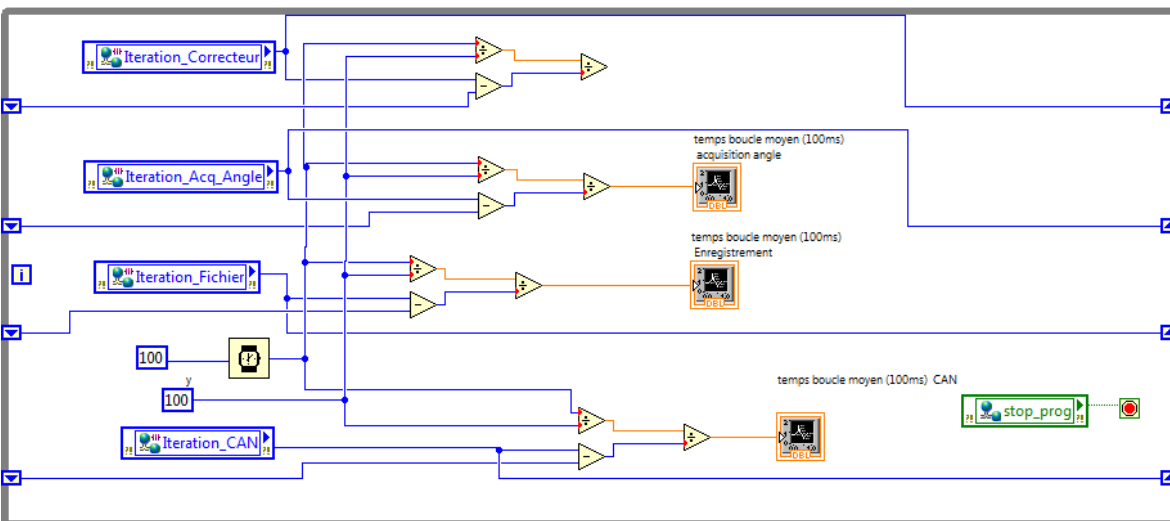 Iteration_Correcteur
temps boucle moyen (100ms)
acquisition angle
Iteration_Acq_Angle
DBL
temps boucle moyen (100ms)
Enregistrement
i
Iteration_Fichier
DBL
100
y
100
temps boucle moyen (100ms) CAN
stop_prog
Iteration_CAN
DBL